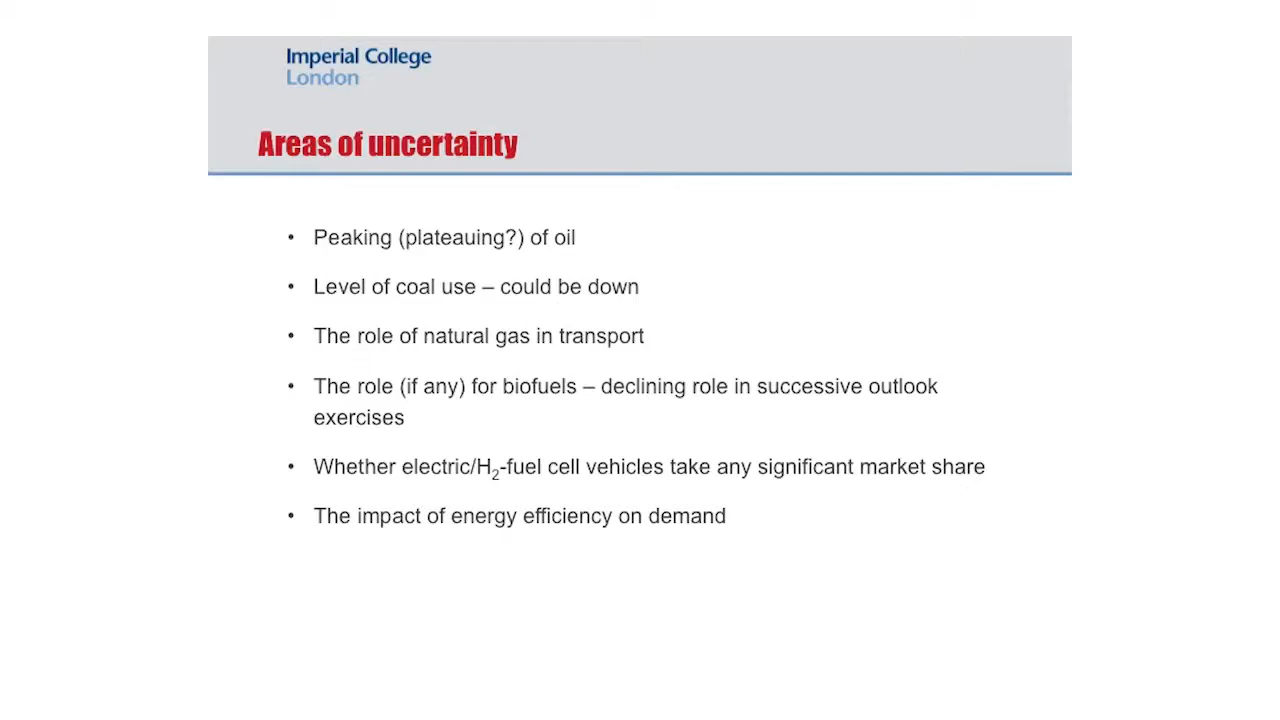 Imperial College
London
Areas of uncertainty
• Peaking (plateauing?) of oil
• Level of coal use – could be down
• The role of natural gas in transport
• The role (if any) for biofuels – declining role in successive outlook
exercises
• Whether electric/H₂-fuel cell vehicles take any significant market share
• The impact of energy efficiency on demand